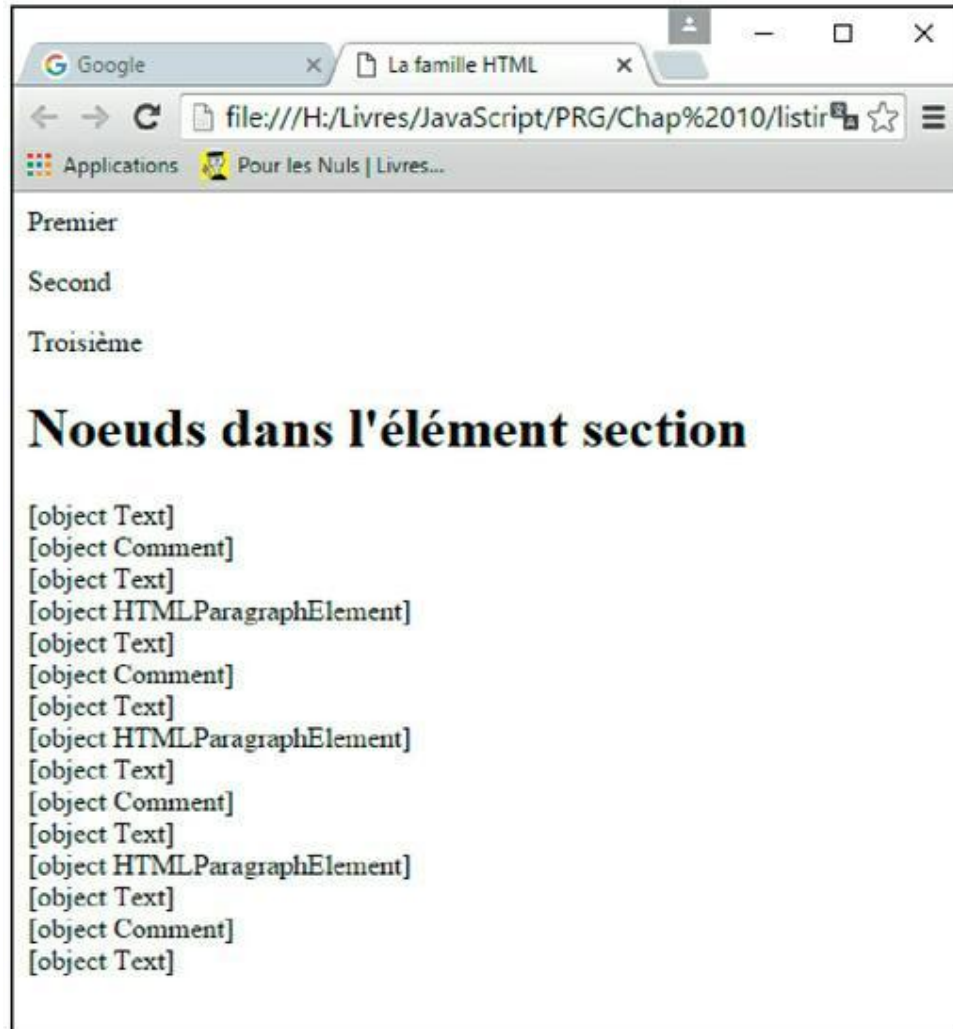 Google
La famille HTML
file:///H:/Livres/JavaScript/PRG/Chap%2010/listir
Applications Pour les Nuls | Livres...
Premier
Second
Troisième
Noeuds dans l'élément section
[object Text]
[object Comment]
[object Text]
[object HTMLParagraphElement]
[object Text]
[object Comment]
[object Text]
[object HTMLParagraphElement]
[object Text]
[object Comment]
[object Text]
[object HTMLParagraphElement]
[object Text]
[object Comment]
[object Text]